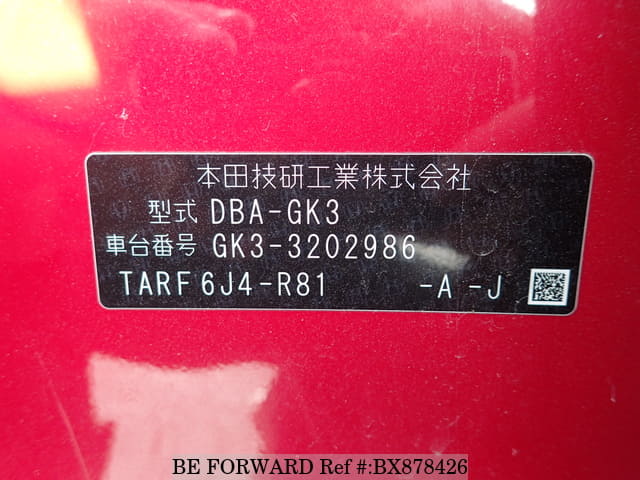 本田技研工業株式会社
型式 DBA-GK3
車台番号 GK3-3202986
TARF6J4-R81 -A -J
BE FORWARD Ref #:BX878426